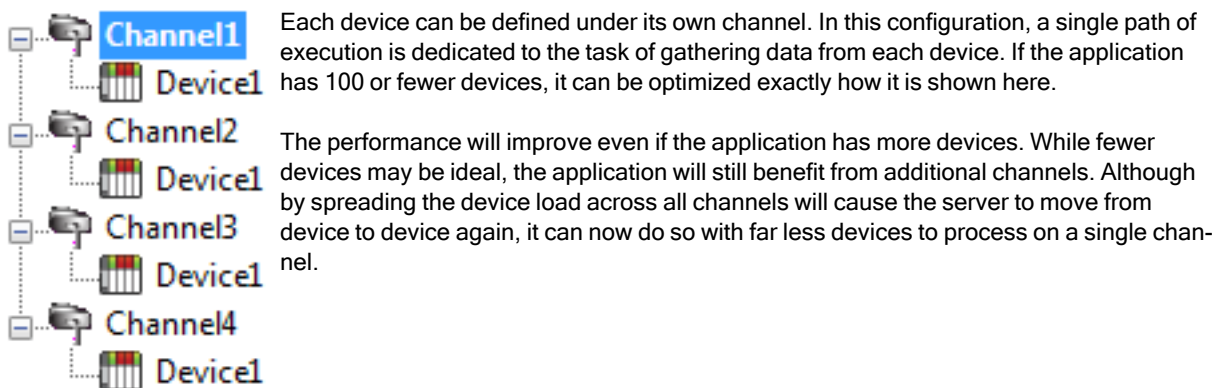 Channel1
Device1
Channel2
Device1
Channel3
Device1
Channel4
Device1
Each device can be defined under its own channel. In this configuration, a single path of
execution is dedicated to the task of gathering data from each device. If the application
has 100 or fewer devices, it can be optimized exactly how it is shown here.
The performance will improve even if the application has more devices. While fewer
devices may be ideal, the application will still benefit from additional channels. Although
by spreading the device load across all channels will cause the server to move from
device to device again, it can now do so with far less devices to process on a single chan-
nel.